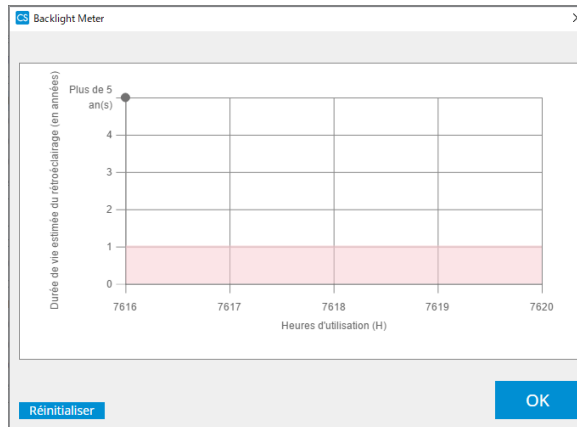 CS Backlight Meter
Plus de 5
an(s)
4
3
2
1
0
Durée de vie estimée du rétroéclairage (en années)
7616 7617 7618 7619 7620
Heures d'utilisation (H)
Réinitialiser
OK